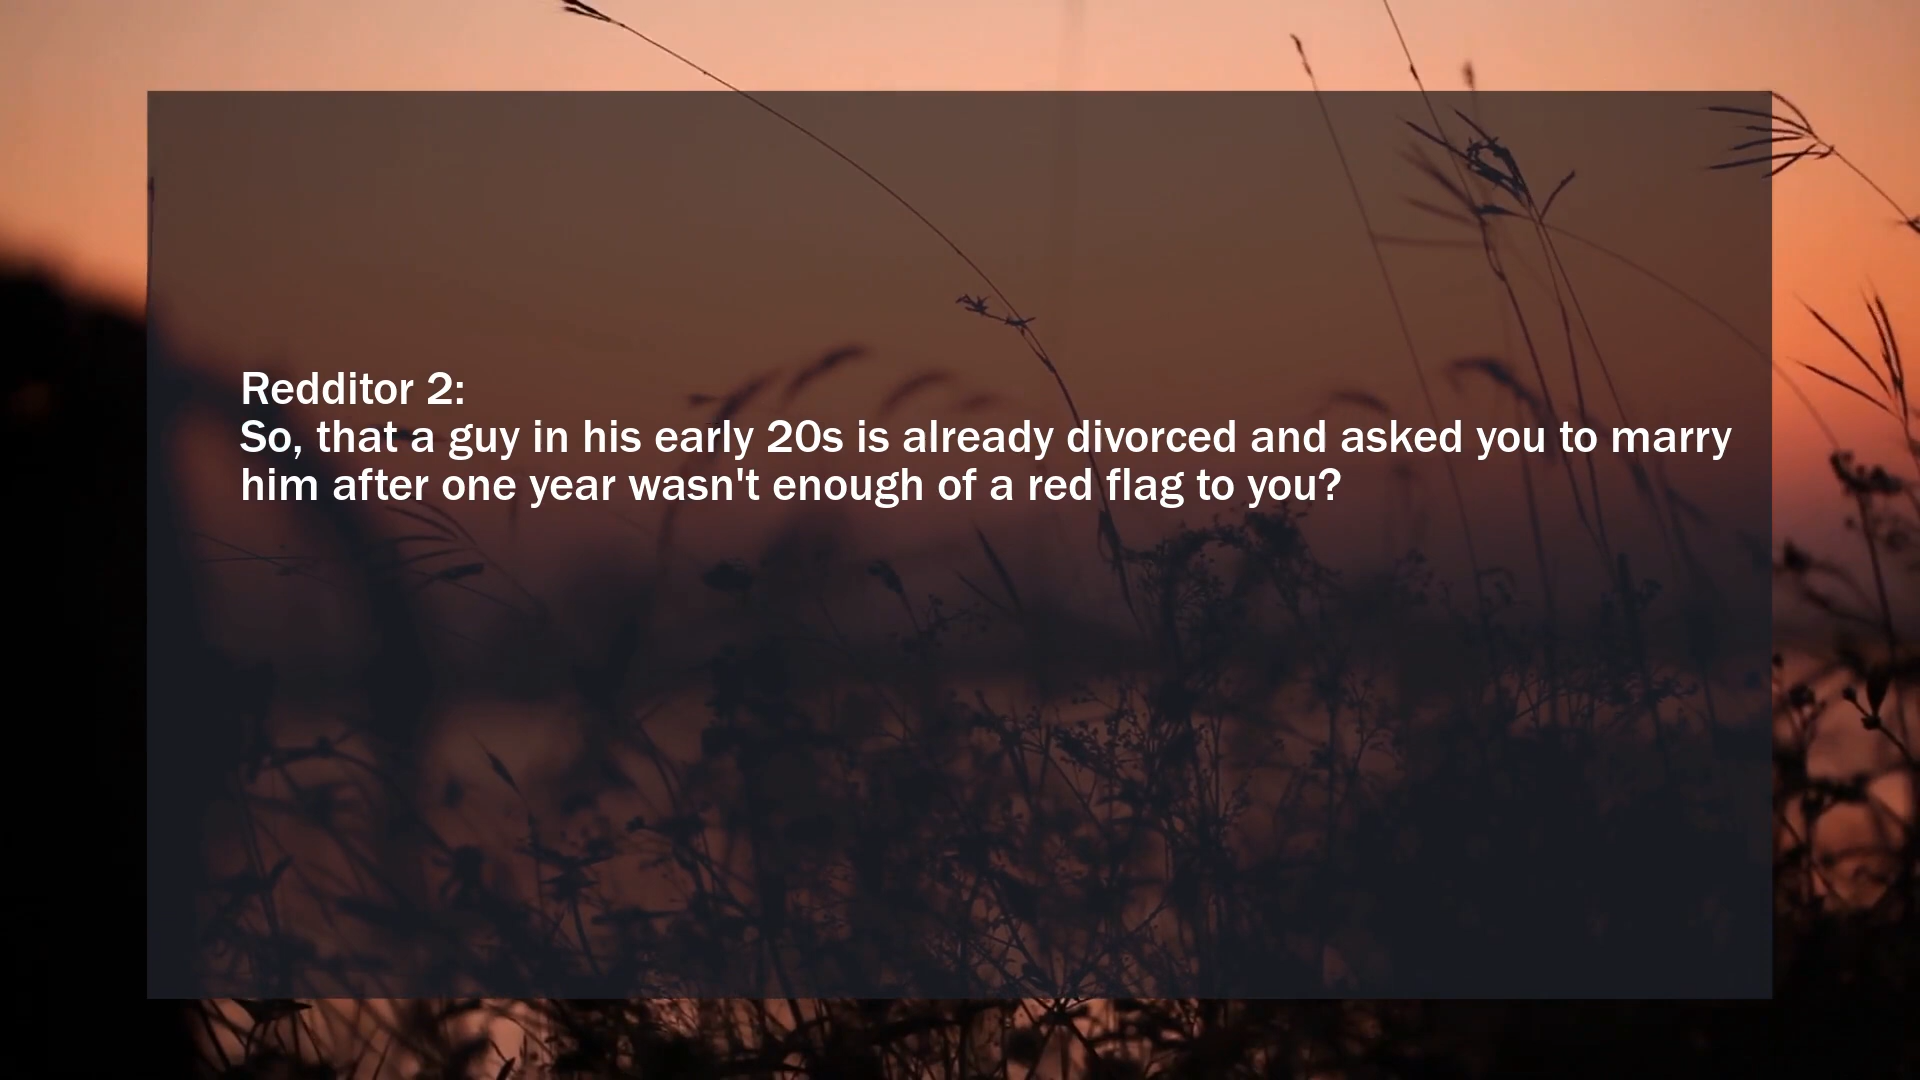 Redditor 2:
So, that a guy in his early 20s is already divorced and asked you to marry
him after one year wasn't enough of a red flag to you?